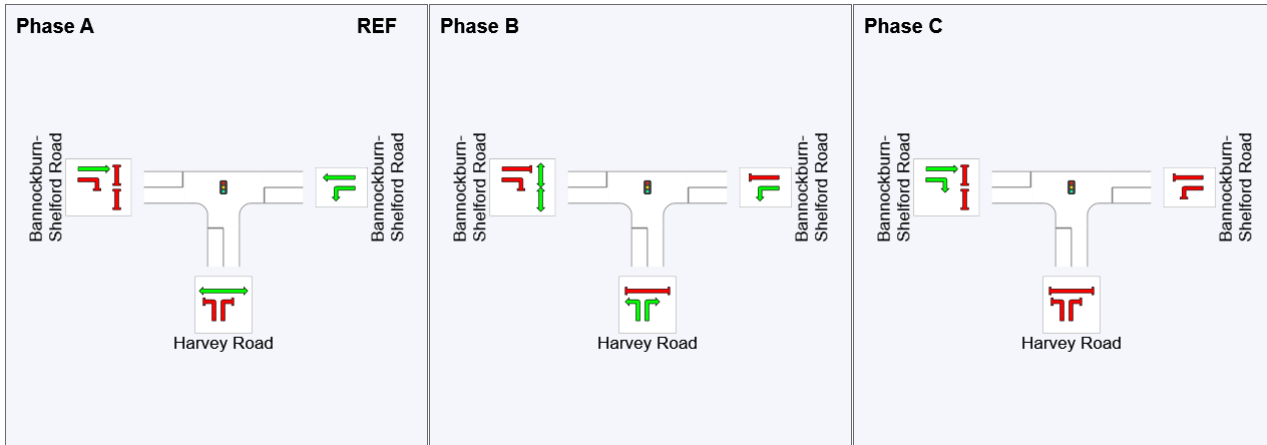 Phase A
REF
Bannockburn-
Shelford Road
Bannockburn-
Shelford Road
Harvey Road
Phase B
Bannockburn-
Shelford Road
Bannockburn-
Shelford Road
Harvey Road
Phase C
Bannockburn-
Shelford Road
Bannockburn-
Shelford Road
Harvey Road